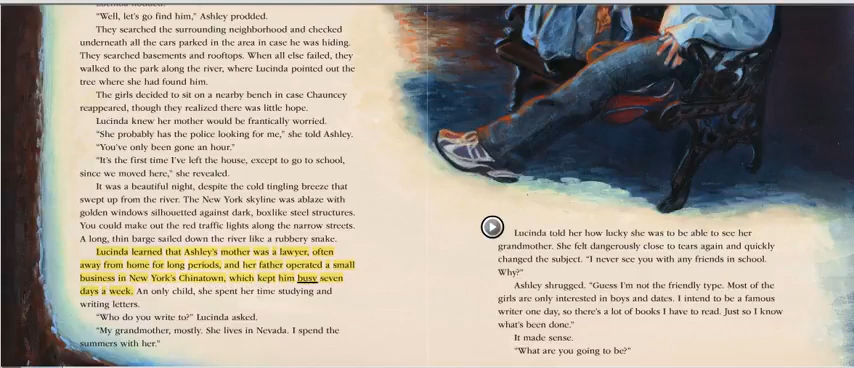 "Well, let's go find him," Ashley prodded.
They searched the surrounding neighborhood and checked
underneath all the cars parked in the area in case he was hiding.
They searched basements and rooftops. When all else failed, they
walked to the park along the river, where Lucinda pointed out the
tree where she had found him.
The girls decided to sit on a nearby bench in case Chauncey
reappeared, though they realized there was little hope.
Lucinda knew her mother would be frantically worried.
"She probably has the police looking for me," she told Ashley.
"You've only been gone an hour."
"It's the first time I've left the house, except to go to school,
since we moved here," she revealed.
It was a beautiful night, despite the cold tingling breeze that
swept up from the river. The New York skyline was ablaze with
golden windows silhouetted against dark, boxlike steel structures.
You could make out the red traffic lights along the narrow streets.
A long, thin barge sailed down the river like a rubbery snake.
Lucinda learned that Ashley's mother was a lawyer, often
away from home for long periods, and her father operated a small
business in New York's Chinatown, which kept him busy seven
days a week. An only child, she spent her time studying and
writing letters.
"Who do you write to?" Lucinda asked.
"My grandmother, mostly. She lives in Nevada. I spend the
summers with her."
Lucinda told her how lucky she was to be able to see her
grandmother. She felt dangerously close to tears again and quickly
changed the subject. "I never see you with any friends in school.
Why?"
Ashley shrugged. "Guess I'm not the friendly type. Most of the
girls are only interested in boys and dates. I intend to be a famous
writer one day, so there's a lot of books I have to read. Just so I know
what's been done."
It made sense.
"What are you going to be?"